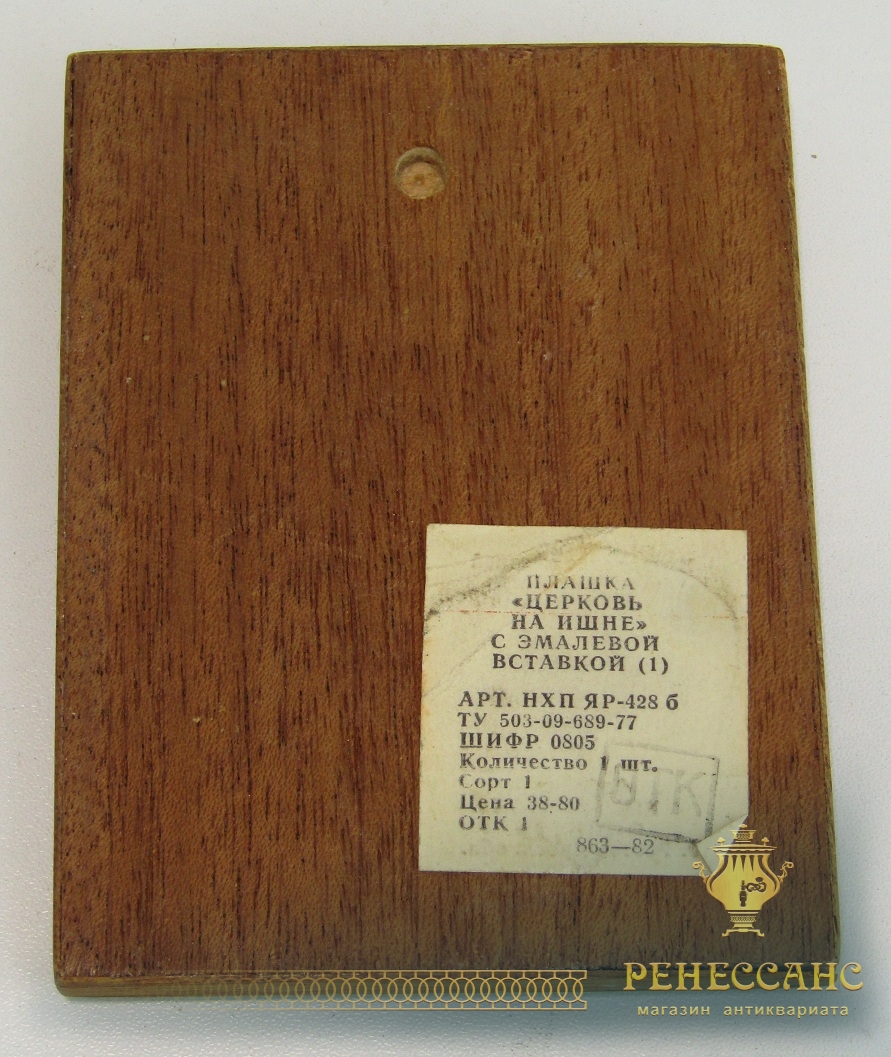 ПЛАШКА
«ЦЕРКОВЬ
НА ИШНЕ»
С ЭМАЛЕВОЙ
ВСТАВКОЙ (1)
АРТ. НХП ЯР-428 б
ТУ 503-09-689-77
ШИФР 0805
Количество 1 шт.
Сорт 1
Цена 38-80
ОТК 1
ОТК
863—82
РЕНЕССАНС
магазин антиквариата